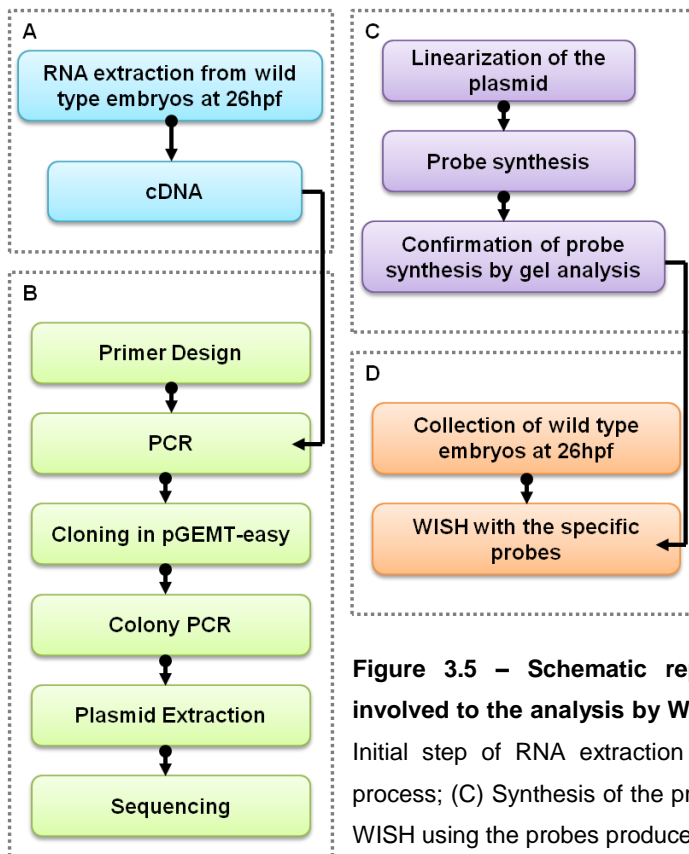 A
RNA extraction from wild
type embryos at 26hpf
cDNA
B
Primer Design
PCR
Cloning in pGEMT-easy
Colony PCR
Plasmid Extraction
Sequencing
C
Linearization of the
plasmid
Probe synthesis
Confirmation of probe
synthesis by gel analysis
D
Collection of wild type
embryos at 26hpf
WISH with the specific
probes
Figure 3.5 – Schematic rep
involved to the analysis by W
Initial step of RNA extraction
process; (C) Synthesis of the pr
WISH using the probes produce